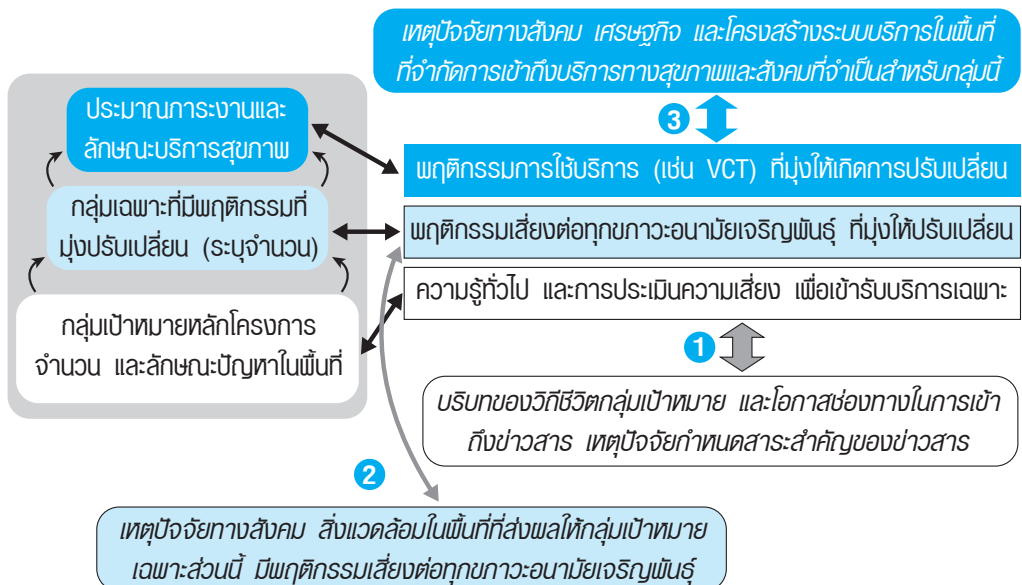 เหตุปัจจัยทางสังคม เศรษฐกิจ และโครงสร้างระบบบริการในพื้นที่
ที่จำกัดการเข้าถึงบริการทางสุขภาพและสังคมที่จำเป็นสำหรับกลุ่มนี้
ประมาณภาระงานและ
ลักษณะบริการสุขภาพ
3
พฤติกรรมการใช้บริการ (เช่น VCT) ที่มุ่งให้เกิดการปรับเปลี่ยน
กลุ่มเฉพาะที่มีพฤติกรรมที่
มุ่งปรับเปลี่ยน (ระบุจำนวน)
พฤติกรรมเสี่ยงต่อทุกขภาวะอนามัยเจริญพันธุ์ ที่มุ่งให้ปรับเปลี่ยน
ความรู้ทั่วไป และการประเมินความเสี่ยง เพื่อเข้ารับบริการเฉพาะ
กลุ่มเป้าหมายหลักโครงการ
จำนวน และลักษณะปัญหาในพื้นที่
1
บริบทของวิถีชีวิตกลุ่มเป้าหมาย และโอกาสช่องทางในการเข้า
ถึงข่าวสาร เหตุปัจจัยกำหนดสาระสำคัญของข่าวสาร
2
เหตุปัจจัยทางสังคม สิ่งแวดล้อมในพื้นที่ที่ส่งผลให้กลุ่มเป้าหมาย
เฉพาะส่วนนี้ มีพฤติกรรมเสี่ยงต่อทุกขภาวะอนามัยเจริญพันธุ์